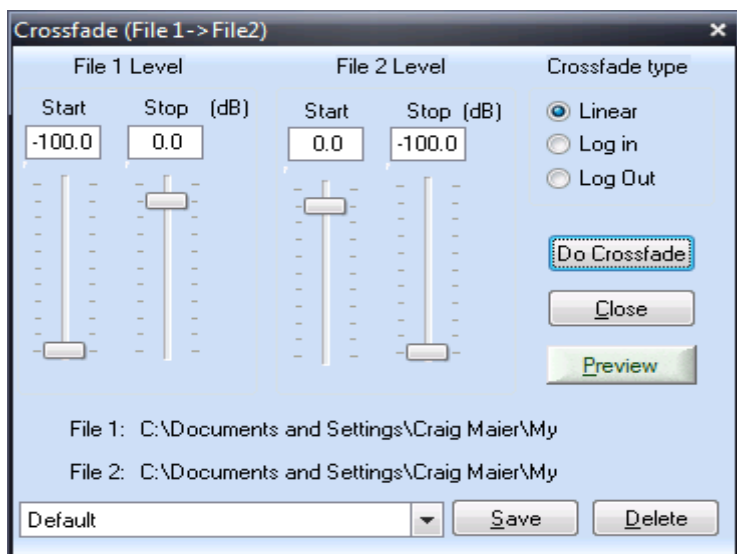 Crossfade (File 1->File2)
File 1 Level
File 2 Level
Crossfade type
Start Stop (dB)
-100.0 0.0
Start Stop (dB)
0.0 -100.0
Linear
Log in
Log Out
Do Crossfade
Close
Preview
File 1: C:\Documents and Settings\Craig Maier\My
File 2: C:\Documents and Settings\Craig Maier\My
Default
Save
Delete